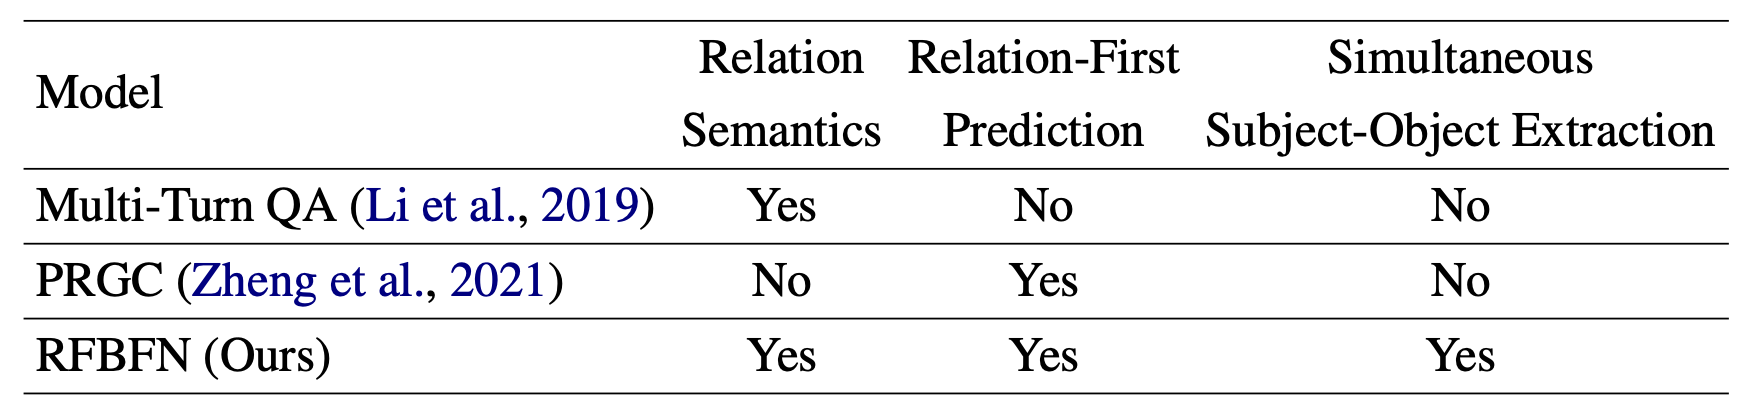 Model Relation Semantics Relation-First Prediction Simultaneous Subject-Object Extraction
Multi-Turn QA (Li et al., 2019) Yes No No
PRGC (Zheng et al., 2021) No Yes No
RFBFN (Ours) Yes Yes Yes